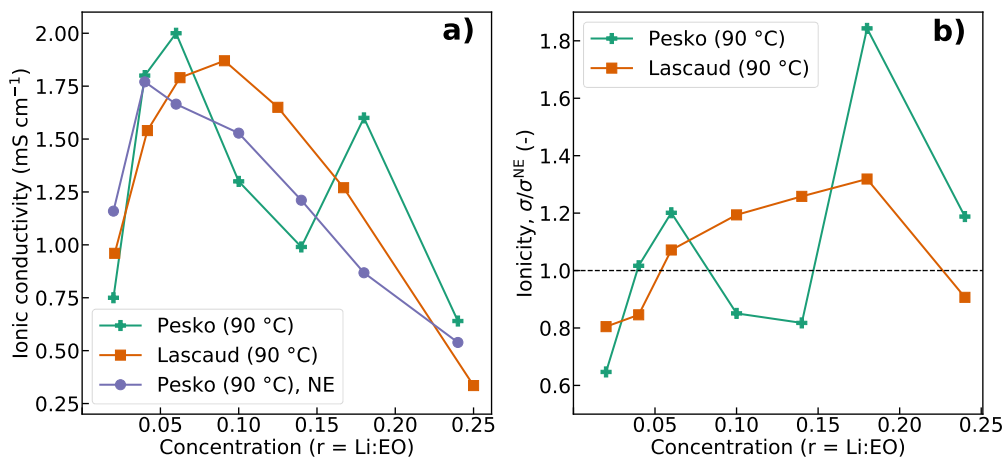 a)
Ionic conductivity (mS cm⁻¹)
2.00
1.75
1.50
1.25
1.00
0.75
0.50
0.25
Pesko (90 °C)
Lascaud (90 °C)
Pesko (90 °C), NE
0.05
0.10
0.15
0.20
0.25
Concentration (r = Li:EO)
b)
Ionicity, σ/σᴺᴱ (-)
1.8
1.6
1.4
1.2
1.0
0.8
0.6
Pesko (90 °C)
Lascaud (90 °C)
0.05
0.10
0.15
0.20
0.25
Concentration (r = Li:EO)